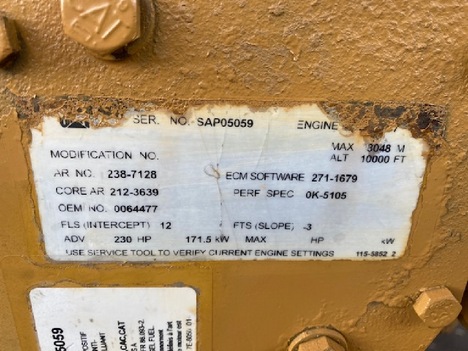 SER. NO. SAP05059 ENGINE
MODIFICATION NO. MAX 3048 M
ALT 10000 FT
AR NO. 238-7128 ECM SOFTWARE 271-1679
CORE AR 212-3639 PERF SPEC 0K-5105
OEM NO. 0064477
FLS (INTERCEPT) 12 FTS (SLOPE) -3
ADV 230 HP 171.5 kW MAX HP kW
USE SERVICE TOOL TO VERIFY CURRENT ENGINE SETTINGS 115-5852 2